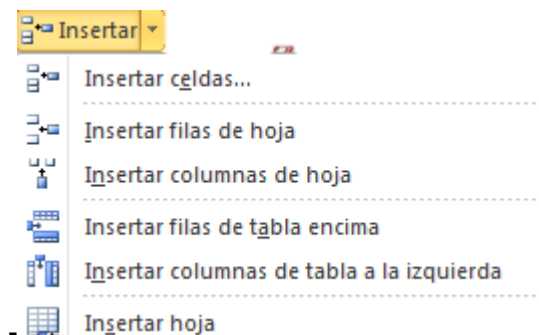 Insertar
Insertar celdas...
Insertar filas de hoja
Insertar columnas de hoja
Insertar filas de tabla encima
Insertar columnas de tabla a la izquierda
Insertar hoja